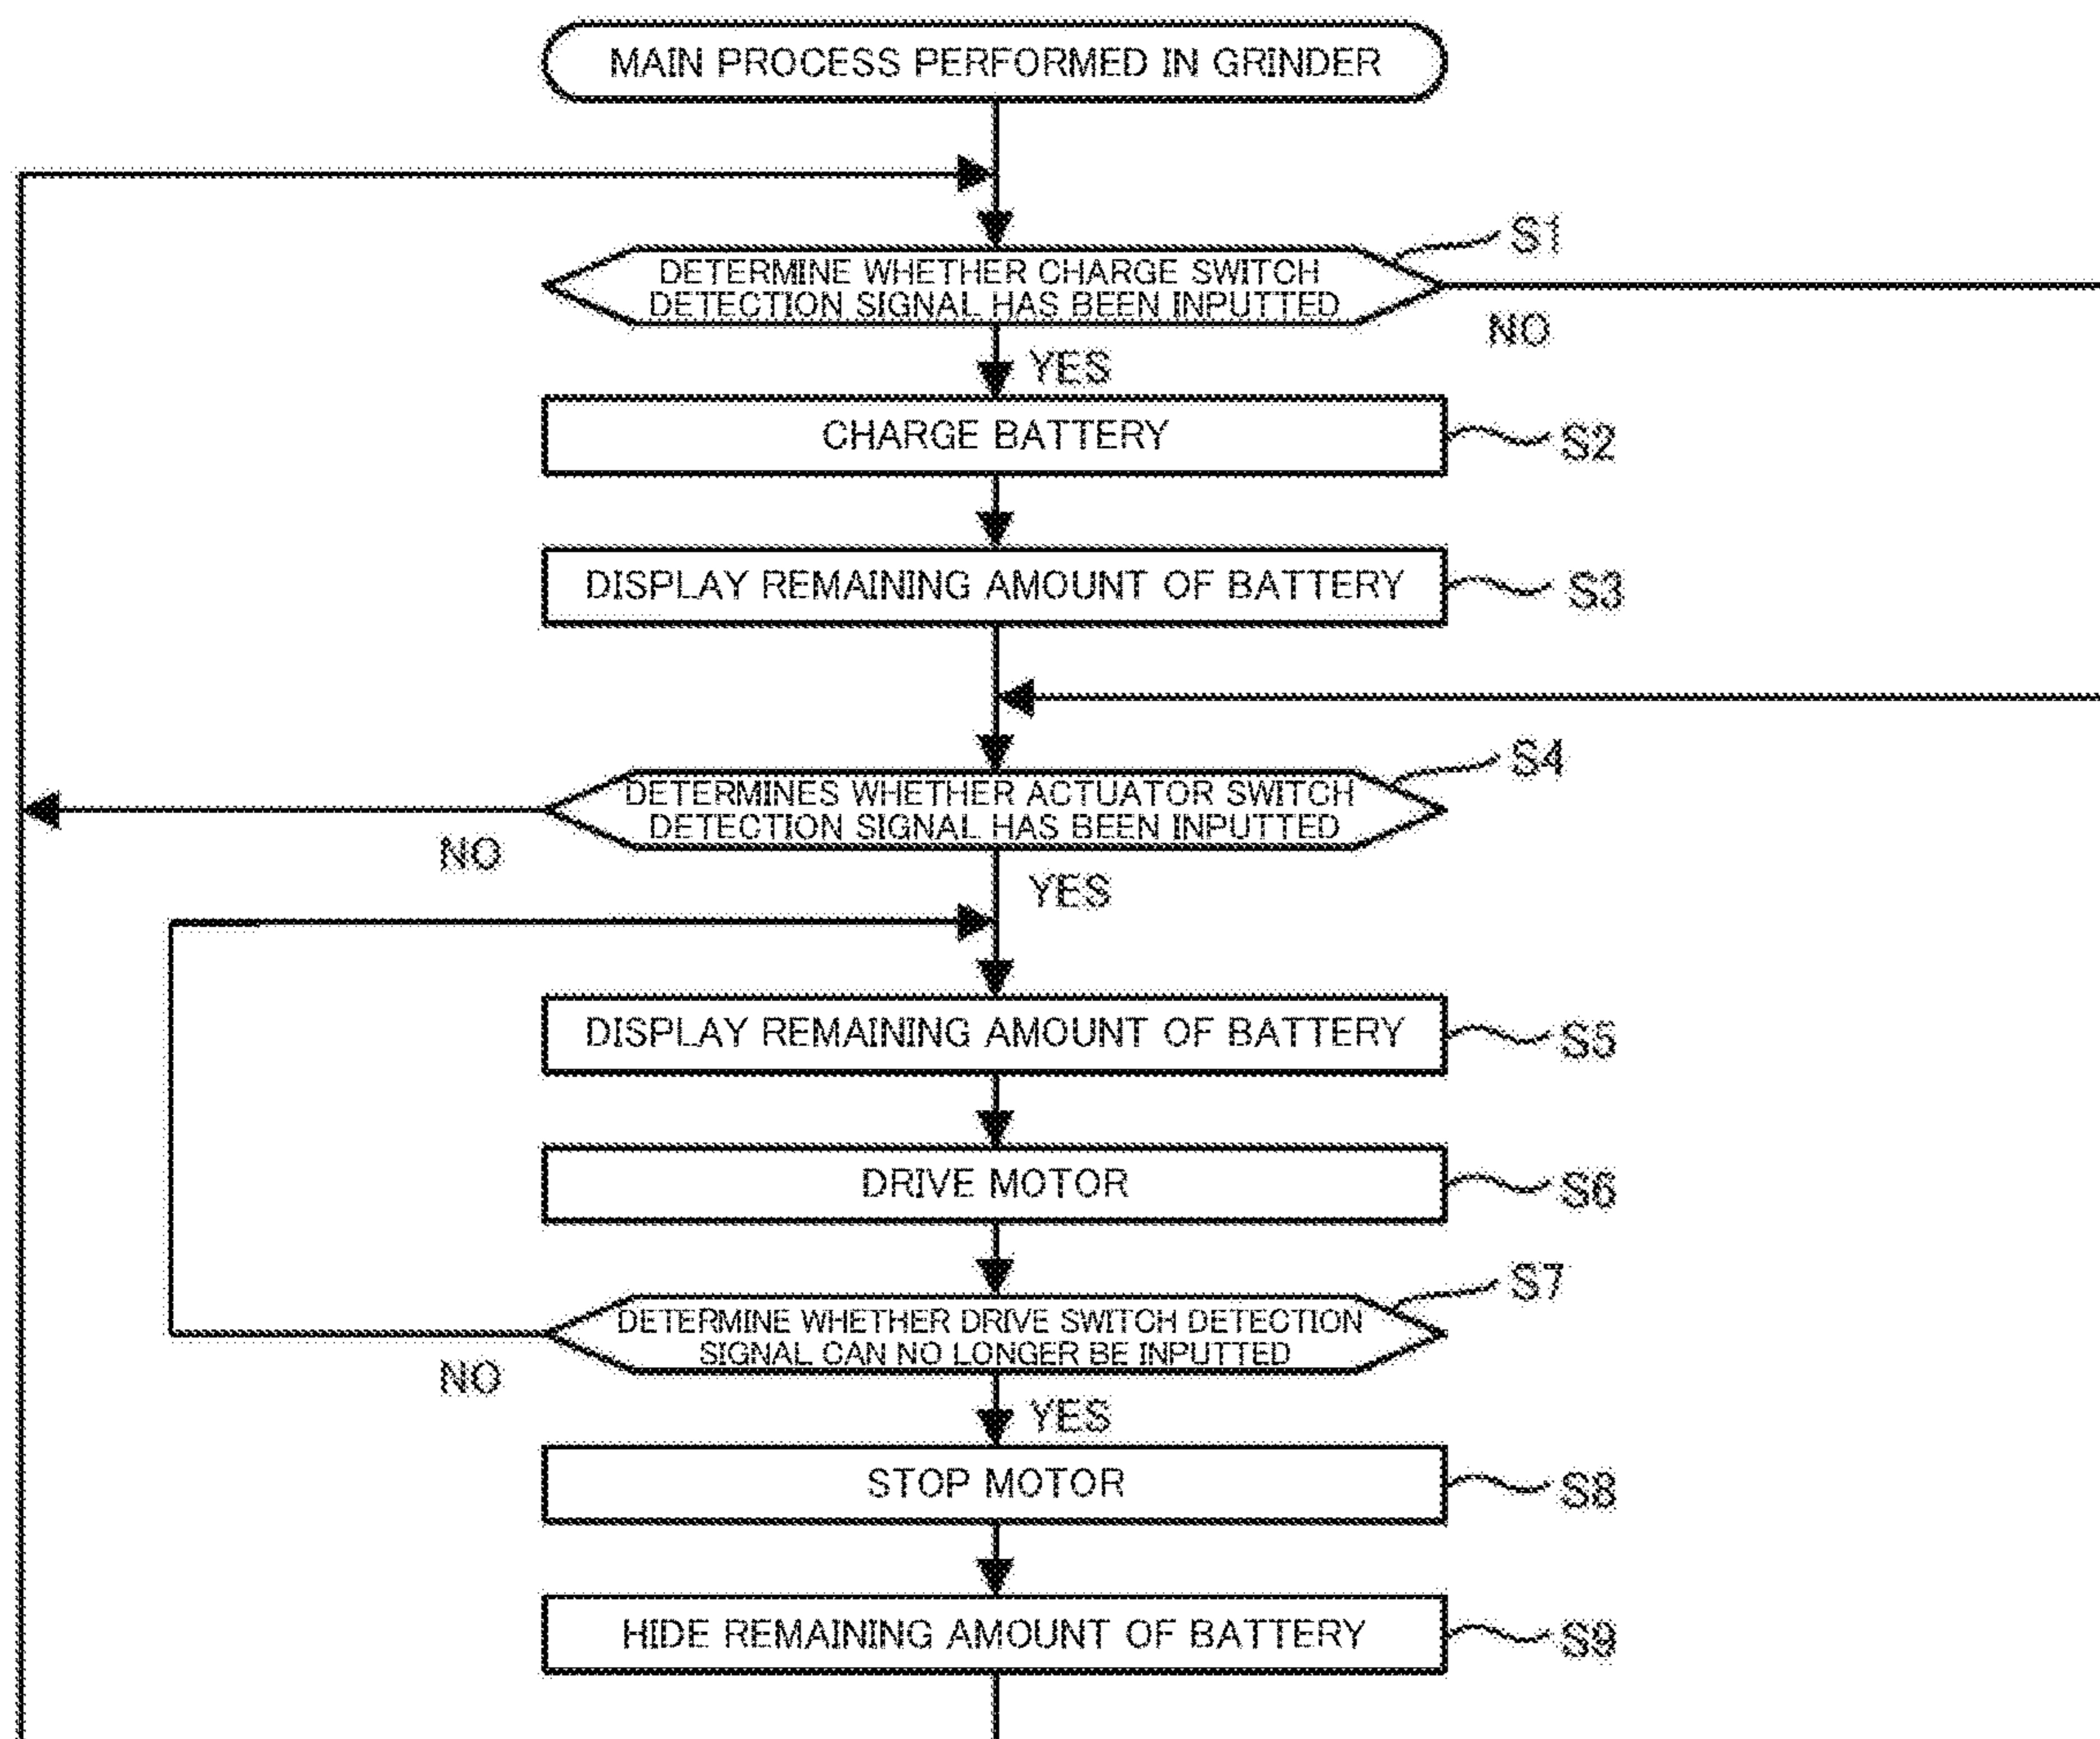 MAIN PROCESS PERFORMED IN GRINDER
S1
DETERMINE WHETHER CHARGE SWITCH
DETECTION SIGNAL HAS BEEN INPUTTED
NO
YES
CHARGE BATTERY
S2
DISPLAY REMAINING AMOUNT OF BATTERY
S3
S4
DETERMINES WHETHER ACTUATOR SWITCH
DETECTION SIGNAL HAS BEEN INPUTTED
NO
YES
DISPLAY REMAINING AMOUNT OF BATTERY
S5
DRIVE MOTOR
S6
S7
DETERMINE WHETHER DRIVE SWITCH DETECTION
SIGNAL CAN NO LONGER BE INPUTTED
NO
YES
STOP MOTOR
S8
HIDE REMAINING AMOUNT OF BATTERY
S9